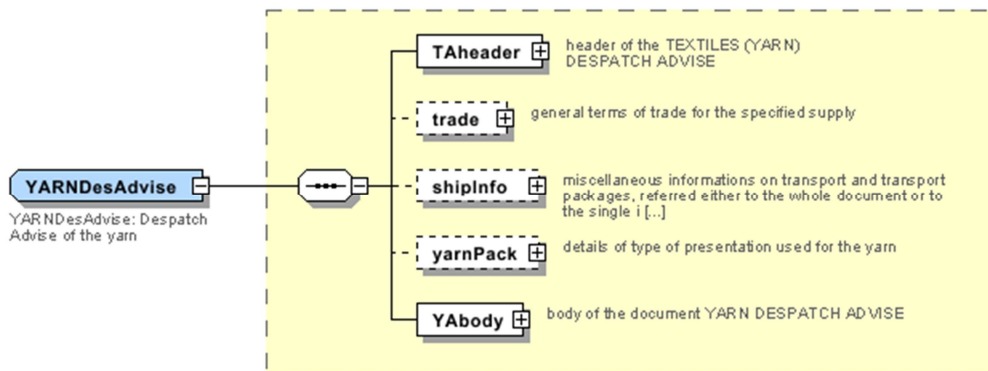 TAheader
header of the TEXTILES (YARN)
DESPATCH ADVISE
trade
general terms of trade for the specified supply
YARNDesAdvise
YARNDesAdvise: Despatch
Advise of the yarn
shipInfo
miscellaneous informations on transport and transport
packages, referred either to the whole document or to
the single i [...]
yarnPack
details of type of presentation used for the yarn
YAbody
body of the document YARN DESPATCH ADVISE